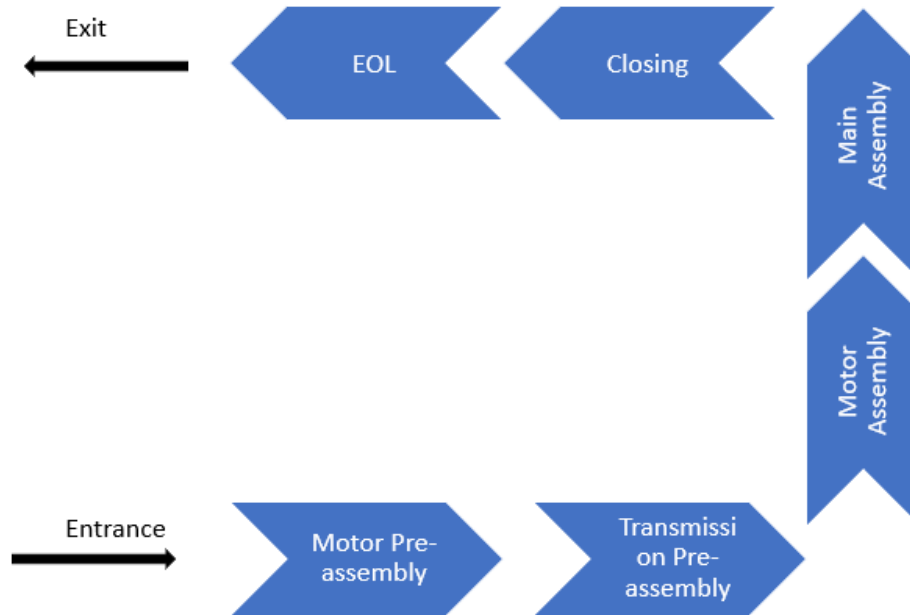 Exit
EOL
Closing
Main
Assembly
Motor
Assembly
Entrance
Motor Pre-
assembly
Transmissi
on Pre-
assembly